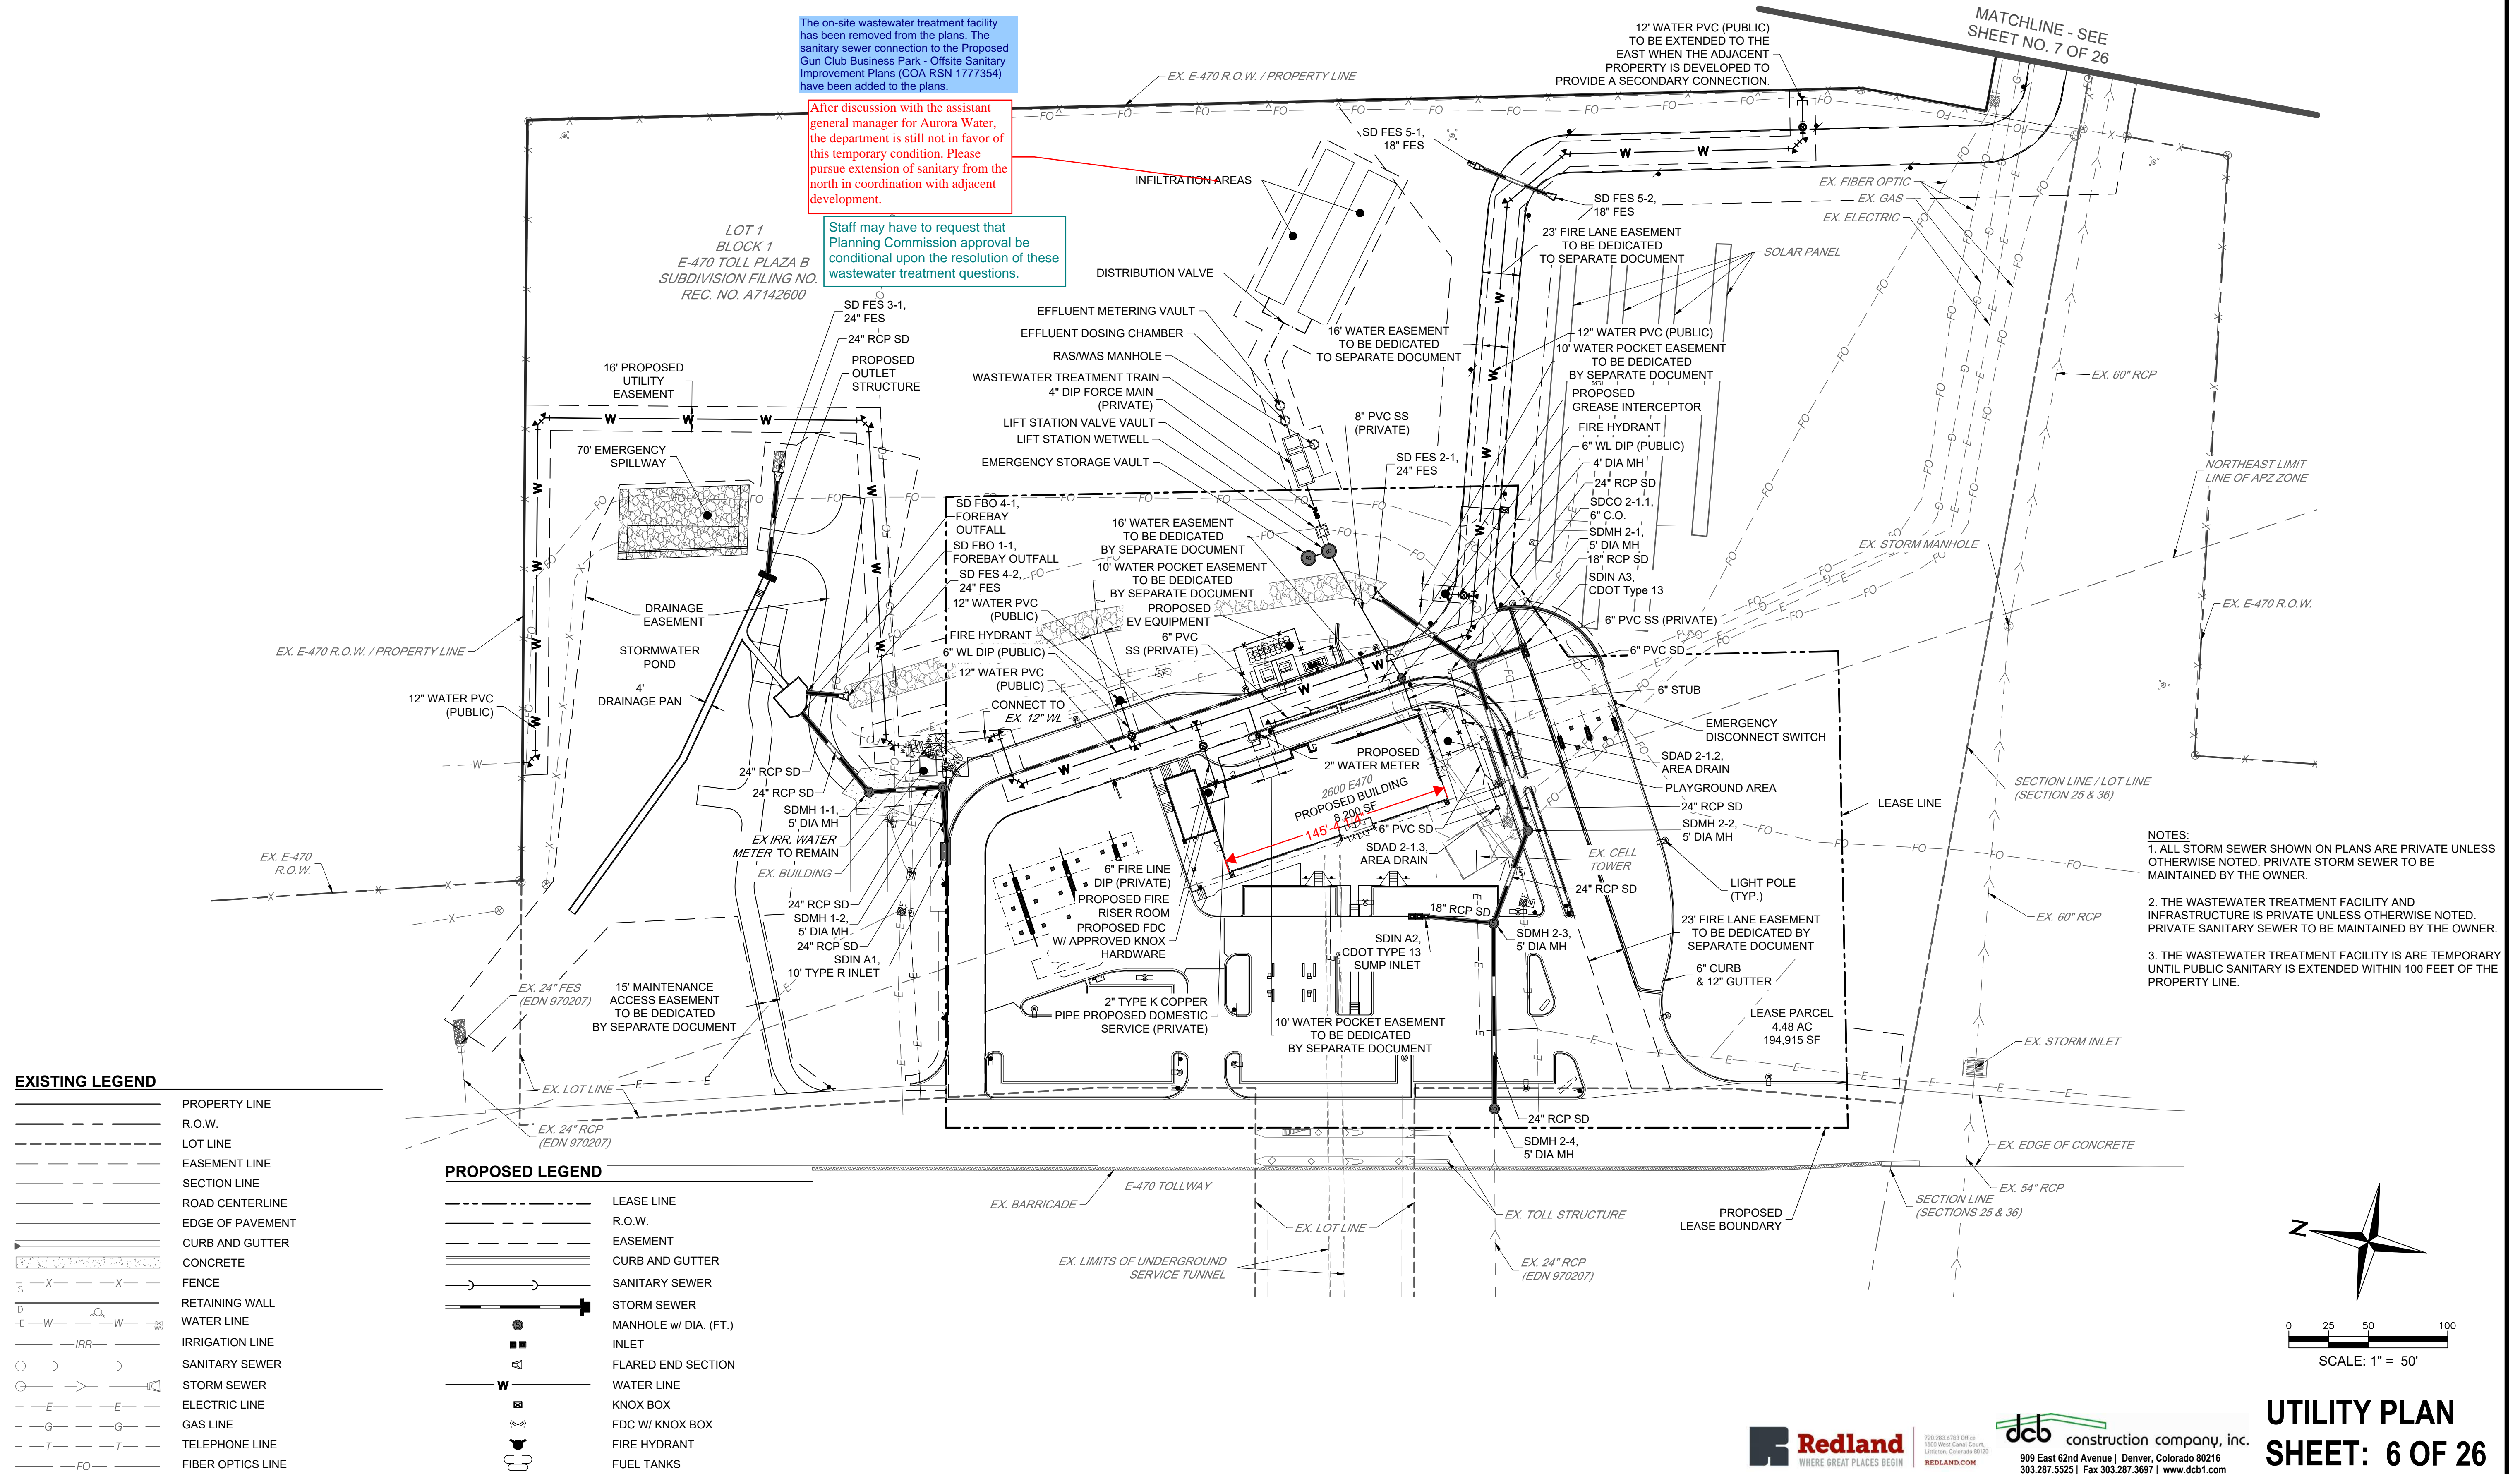 The on-site wastewater treatment facility
has been removed from the plans. The
sanitary sewer connection to the Proposed
Gun Club Business Park - Offsite Sanitary
Improvement Plans (COA RSN 1777354)
have been added to the plans.
After discussion with the assistant
general manager for Aurora Water,
the department is still not in favor of
this temporary condition. Please
pursue extension of sanitary from the
north in coordination with adjacent
development.
Staff may have to request that
Planning Commission approval be
conditional upon the resolution of these
wastewater treatment questions.
12' WATER PVC (PUBLIC)
TO BE EXTENDED TO THE
EAST WHEN THE ADJACENT
PROPERTY IS DEVELOPED TO
PROVIDE A SECONDARY CONNECTION.
MATCHLINE - SEE
SHEET NO. 7 OF 26
EX. E-470 R.O.W. / PROPERTY LINE
LOT 1
BLOCK 1
E-470 TOLL PLAZA B
SUBDIVISION FILING NO.
REC. NO. A7142600
SD FES 5-1,
18" FES
INFILTRATION AREAS
SD FES 5-2,
18" FES
EX. FIBER OPTIC
EX. GAS
EX. ELECTRIC
23' FIRE LANE EASEMENT
TO BE DEDICATED
TO SEPARATE DOCUMENT
SOLAR PANEL
DISTRIBUTION VALVE
SD FES 3-1,
24" FES
24" RCP SD
PROPOSED
OUTLET
STRUCTURE
EFFLUENT METERING VAULT
EFFLUENT DOSING CHAMBER
RAS/WAS MANHOLE
WASTEWATER TREATMENT TRAIN
4" DIP FORCE MAIN
(PRIVATE)
LIFT STATION VALVE VAULT
LIFT STATION WETWELL
EMERGENCY STORAGE VAULT
16' WATER EASEMENT
TO BE DEDICATED
TO SEPARATE DOCUMENT
12" WATER PVC (PUBLIC)
10' WATER POCKET EASEMENT
TO BE DEDICATED
BY SEPARATE DOCUMENT
PROPOSED
GREASE INTERCEPTOR
FIRE HYDRANT
6" WL DIP (PUBLIC)
4' DIA MH
24" RCP SD
SDCO 2-1.1,
6" C.O.
SDMH 2-1,
5' DIA MH
18" RCP SD
SDIN A3,
CDOT Type 13
6" PVC SS (PRIVATE)
6" PVC SD
6" STUB
EMERGENCY
DISCONNECT SWITCH
SDAD 2-1.2,
AREA DRAIN
PLAYGROUND AREA
24" RCP SD
SDMH 2-2,
5' DIA MH
EX. 60" RCP
NORTHEAST LIMIT
LINE OF APZ ZONE
EX. STORM MANHOLE
EX. E-470 R.O.W.
16' PROPOSED
UTILITY
EASEMENT
70' EMERGENCY
SPILLWAY
8" PVC SS
(PRIVATE)
SD FES 2-1,
24" FES
SD FBO 4-1,
FOREBAY
OUTFALL
SD FBO 1-1,
FOREBAY OUTFALL
SD FES 4-2,
24" FES
12" WATER PVC
(PUBLIC)
FIRE HYDRANT
6" WL DIP (PUBLIC)
12" WATER PVC
(PUBLIC)
CONNECT TO
EX. 12" WL
16' WATER EASEMENT
TO BE DEDICATED
BY SEPARATE DOCUMENT
10' WATER POCKET EASEMENT
TO BE DEDICATED
BY SEPARATE DOCUMENT
PROPOSED
EV EQUIPMENT
6" PVC
SS (PRIVATE)
DRAINAGE
EASEMENT
EX. E-470 R.O.W. / PROPERTY LINE
STORMWATER
POND
4'
DRAINAGE PAN
12" WATER PVC
(PUBLIC)
24" RCP SD
24" RCP SD
SDMH 1-1,
5' DIA MH
EX IRR. WATER
METER TO REMAIN
EX. BUILDING
24" RCP SD
SDMH 1-2,
5' DIA MH
24" RCP SD
SDIN A1,
10' TYPE R INLET
PROPOSED
2" WATER METER
2600 E470
PROPOSED BUILDING
8,200 SF
145'-4 1/4"
6" PVC SD
SDAD 2-1.3,
AREA DRAIN
EX. CELL
TOWER
24" RCP SD
18" RCP SD
SDMH 2-3,
5' DIA MH
SDIN A2,
CDOT TYPE 13
SUMP INLET
LIGHT POLE
(TYP.)
23' FIRE LANE EASEMENT
TO BE DEDICATED BY
SEPARATE DOCUMENT
6" CURB
& 12" GUTTER
LEASE PARCEL
4.48 AC
194,915 SF
LEASE LINE
SECTION LINE / LOT LINE
(SECTION 25 & 36)
EX. 60" RCP
EX. STORM INLET
EX. EDGE OF CONCRETE
EX. 54" RCP
SECTION LINE
(SECTIONS 25 & 36)
6" FIRE LINE
DIP (PRIVATE)
PROPOSED FIRE
RISER ROOM
PROPOSED FDC
W/ APPROVED KNOX
HARDWARE
2" TYPE K COPPER
PIPE PROPOSED DOMESTIC
SERVICE (PRIVATE)
10' WATER POCKET EASEMENT
TO BE DEDICATED
BY SEPARATE DOCUMENT
EX. E-470
R.O.W.
EX. 24" FES
(EDN 970207)
15' MAINTENANCE
ACCESS EASEMENT
TO BE DEDICATED
BY SEPARATE DOCUMENT
EX. LOT LINE
EX. 24" RCP
(EDN 970207)
24" RCP SD
SDMH 2-4,
5' DIA MH
EX. BARRICADE
E-470 TOLLWAY
EX. LOT LINE
EX. TOLL STRUCTURE
EX. LIMITS OF UNDERGROUND
SERVICE TUNNEL
EX. 24" RCP
(EDN 970207)
PROPOSED
LEASE BOUNDARY
NOTES:
1. ALL STORM SEWER SHOWN ON PLANS ARE PRIVATE UNLESS
OTHERWISE NOTED. PRIVATE STORM SEWER TO BE
MAINTAINED BY THE OWNER.
2. THE WASTEWATER TREATMENT FACILITY AND
INFRASTRUCTURE IS PRIVATE UNLESS OTHERWISE NOTED.
PRIVATE SANITARY SEWER TO BE MAINTAINED BY THE OWNER.
3. THE WASTEWATER TREATMENT FACILITY IS ARE TEMPORARY
UNTIL PUBLIC SANITARY IS EXTENDED WITHIN 100 FEET OF THE
PROPERTY LINE.
EXISTING LEGEND
PROPERTY LINE
R.O.W.
LOT LINE
EASEMENT LINE
SECTION LINE
ROAD CENTERLINE
EDGE OF PAVEMENT
CURB AND GUTTER
CONCRETE
FENCE
RETAINING WALL
WATER LINE
IRRIGATION LINE
SANITARY SEWER
STORM SEWER
ELECTRIC LINE
GAS LINE
TELEPHONE LINE
FIBER OPTICS LINE
PROPOSED LEGEND
LEASE LINE
R.O.W.
EASEMENT
CURB AND GUTTER
SANITARY SEWER
STORM SEWER
MANHOLE w/ DIA. (FT.)
INLET
FLARED END SECTION
WATER LINE
KNOX BOX
FDC W/ KNOX BOX
FIRE HYDRANT
FUEL TANKS
Z
0 25 50 100
SCALE: 1" = 50'
Redland
WHERE GREAT PLACES BEGIN
720.283.6783 Office
1500 West Canal Court,
Littleton, Colorado 80120
REDLAND.COM
dcb construction company, inc.
909 East 62nd Avenue | Denver, Colorado 80216
303.287.5525 | Fax 303.287.3697 | www.dcb1.com
UTILITY PLAN
SHEET: 6 OF 26